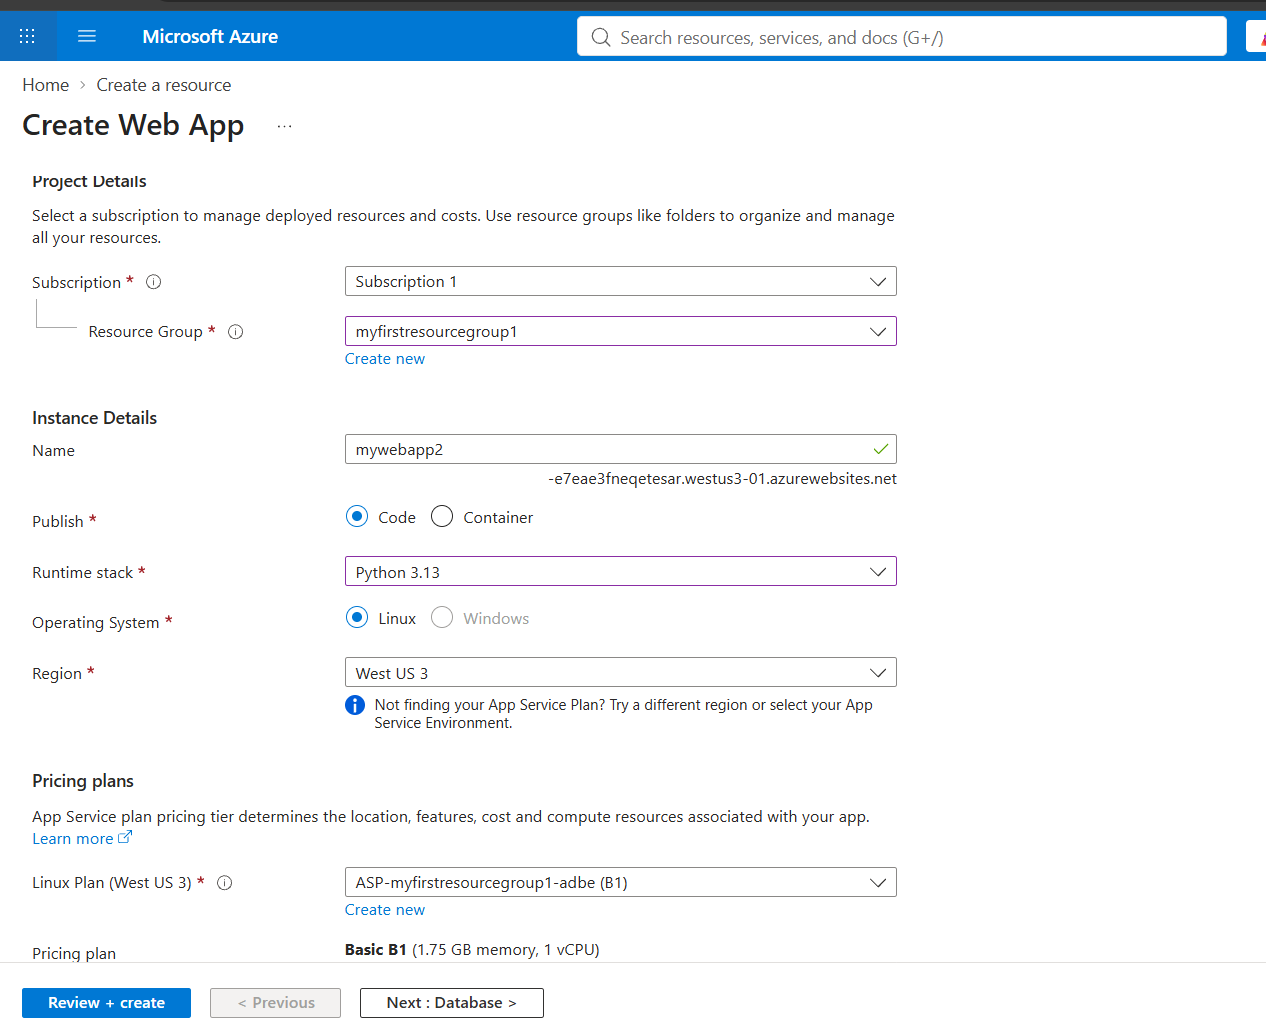 Microsoft Azure
Search resources, services, and docs (G+/)
Home > Create a resource
Create Web App ...
Project Details
Select a subscription to manage deployed resources and costs. Use resource groups like folders to organize and manage
all your resources.
Subscription * Subscription 1
Resource Group * myfirstresourcegroup1
Create new
Instance Details
Name mywebapp2
-e7eae3fneqetesar.westus3-01.azurewebsites.net
Publish * Code Container
Runtime stack * Python 3.13
Operating System * Linux Windows
Region * West US 3
Not finding your App Service Plan? Try a different region or select your App
Service Environment.
Pricing plans
App Service plan pricing tier determines the location, features, cost and compute resources associated with your app.
Learn more
Linux Plan (West US 3) * ASP-myfirstresourcegroup1-adbe (B1)
Create new
Pricing plan Basic B1 (1.75 GB memory, 1 vCPU)
Review + create < Previous Next : Database >